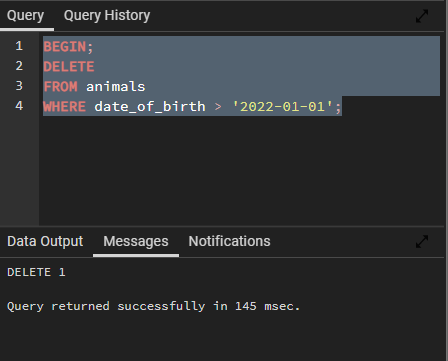 Query Query History
1 BEGIN;
2 DELETE
3 FROM animals
4 WHERE date_of_birth > '2022-01-01';
Data Output Messages Notifications
DELETE 1
Query returned successfully in 145 msec.